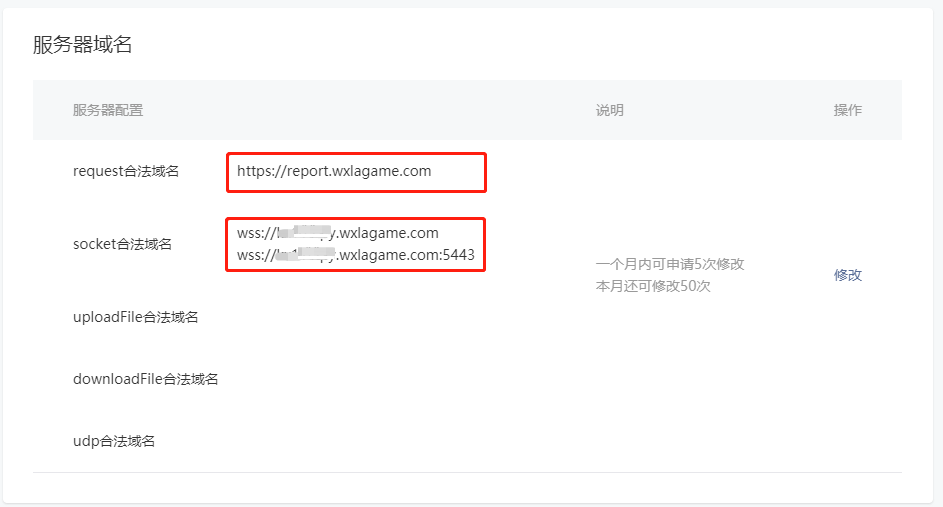 服务器域名
服务器配置 说明 操作
request合法域名 https://report.wxlagame.com
socket合法域名
wss:// .wxlagame.com
wss:// .wxlagame.com:5443
一个月内可申请5次修改
本月还可修改50次
修改
uploadFile合法域名
downloadFile合法域名
udp合法域名